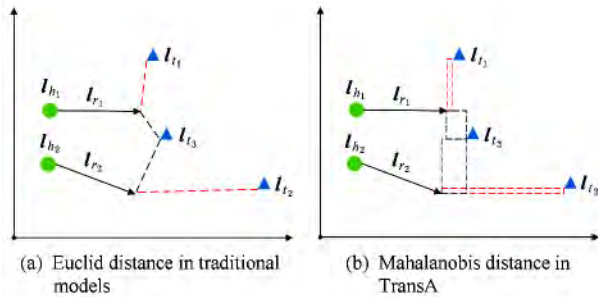 l_{t_1}
l_{h_1}
l_{r_1}
l_{t_3}
l_{h_2}
l_{r_2}
l_{t_2}
(a) Euclid distance in traditional
models
l_{t_1}
l_{h_1}
l_{r_1}
l_{t_3}
l_{h_2}
l_{r_2}
l_{t_2}
(b) Mahalanobis distance in
TransA